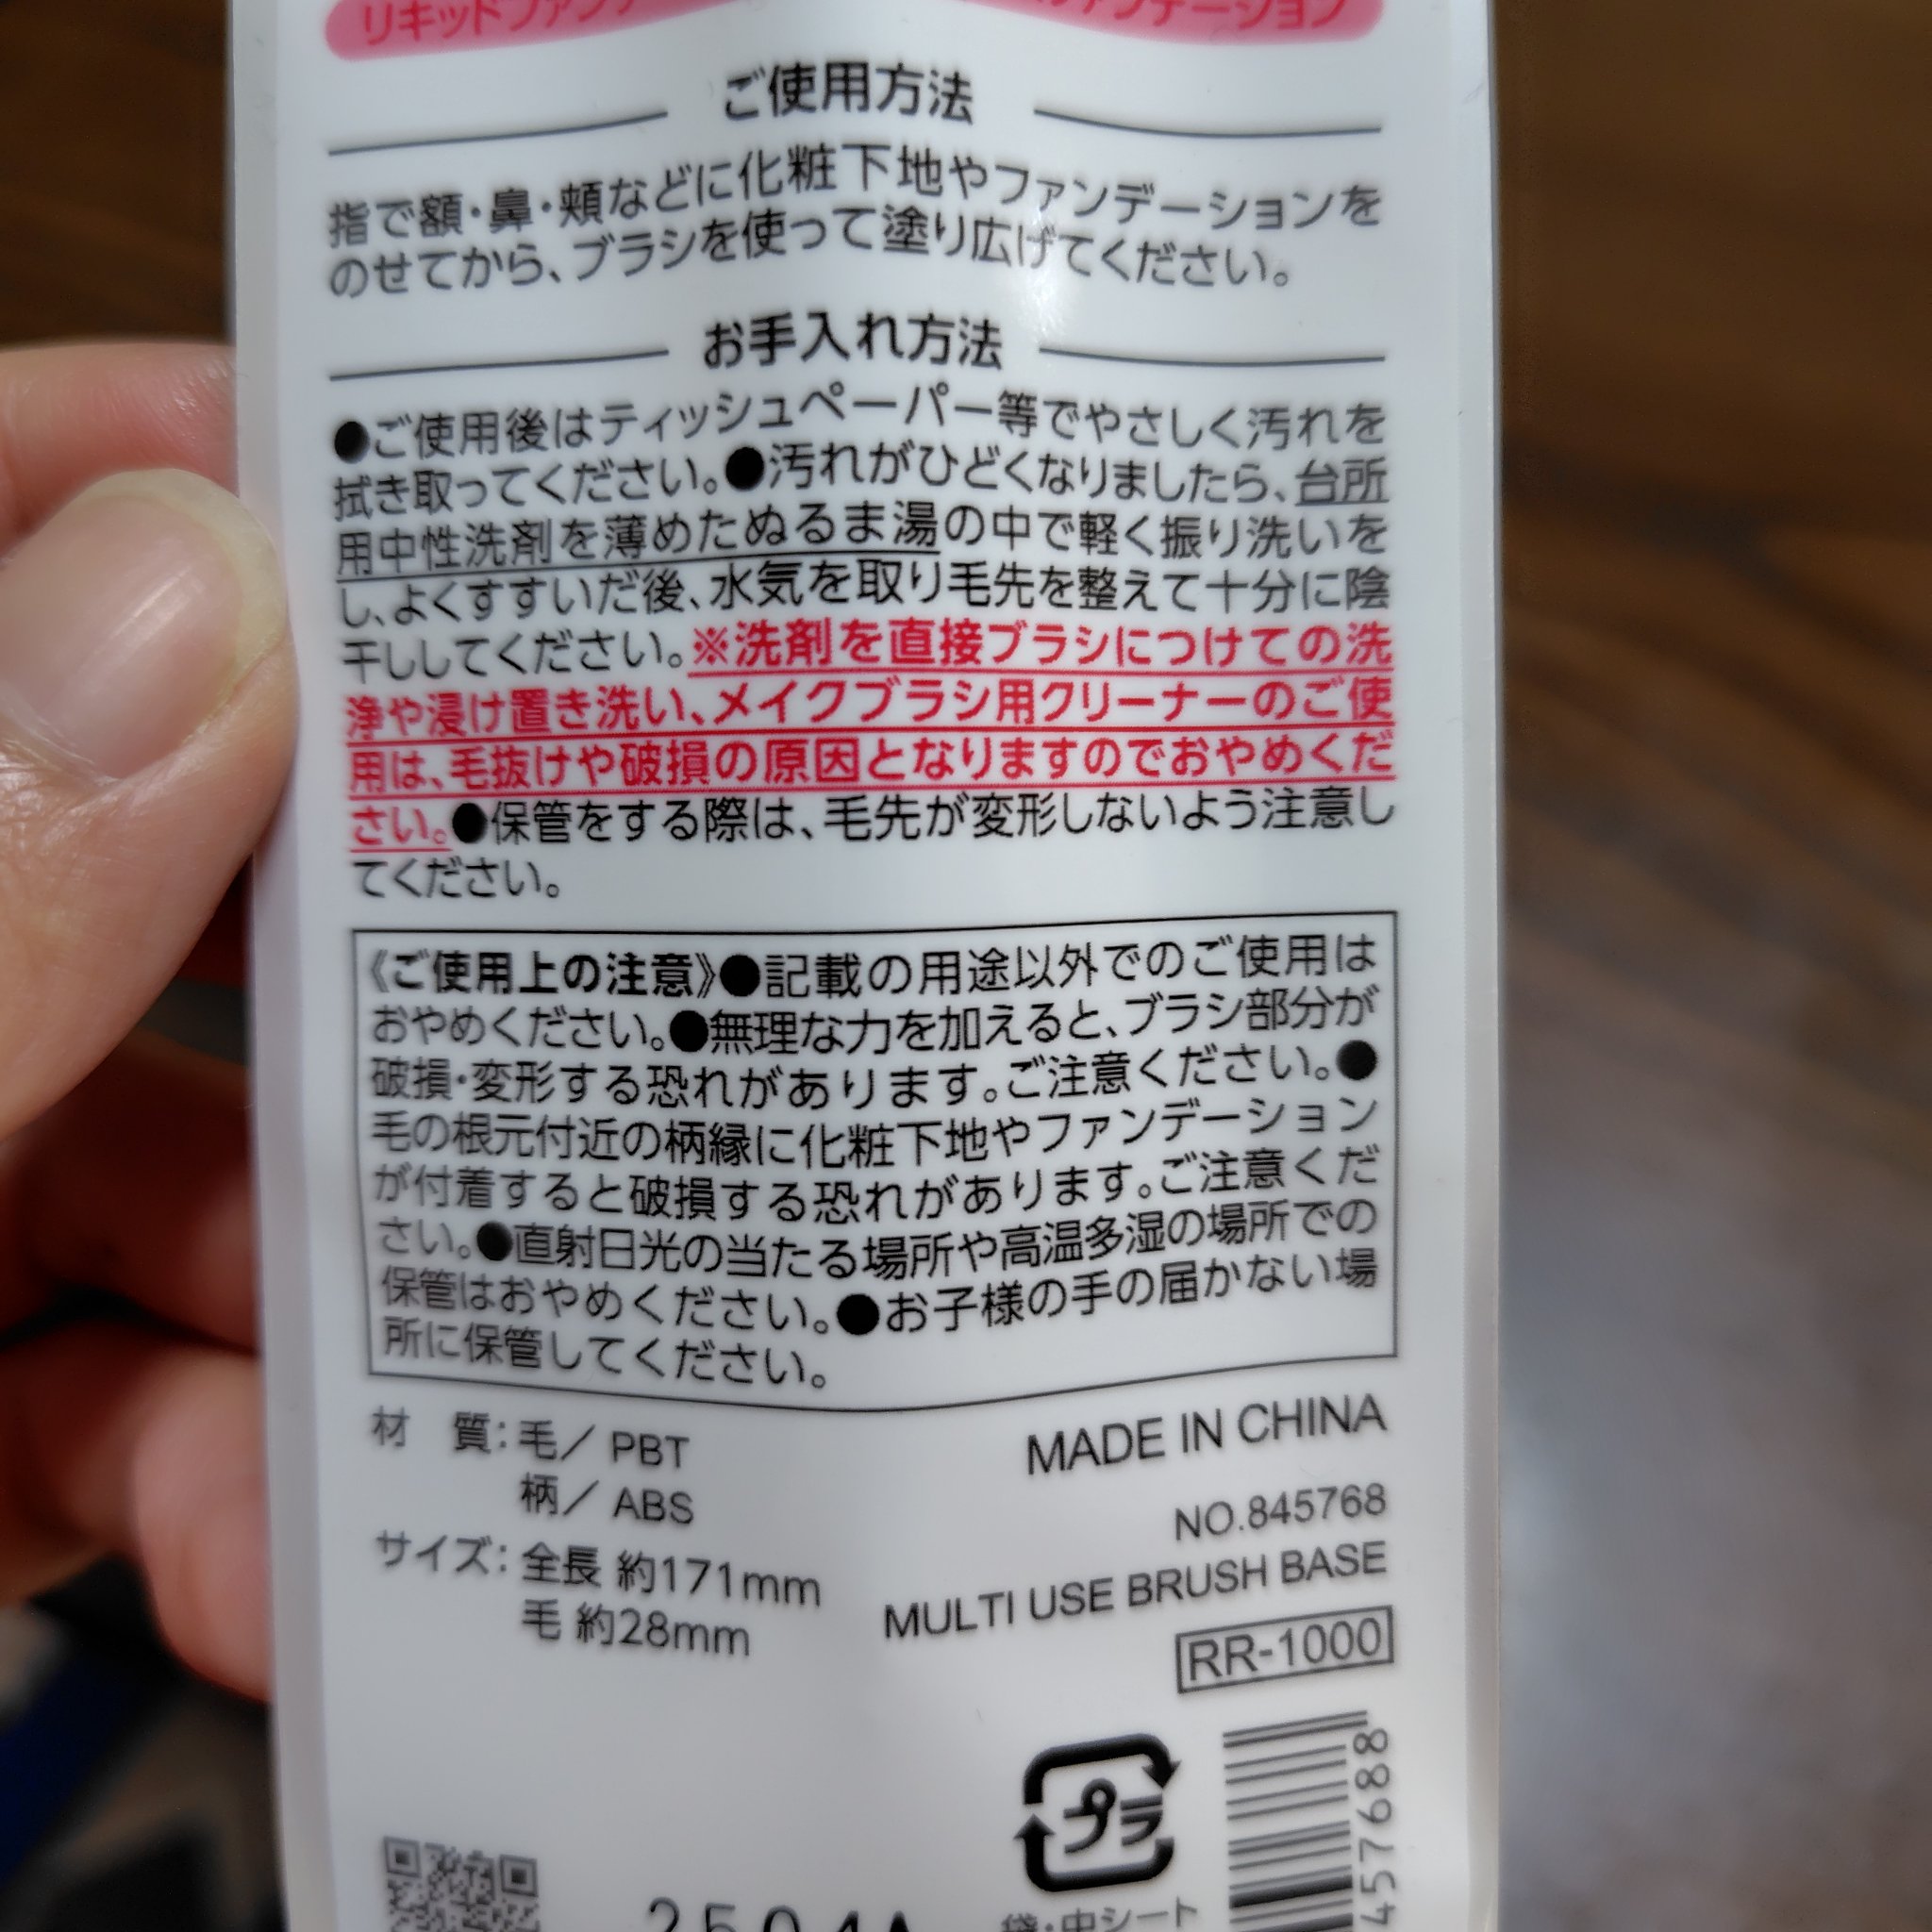 リキッドファンデ
ファンデーション
ご使用方法
指で額・鼻・頬などに化粧下地やファンデーションを
のせてから、ブラシを使って塗り広げてください。
お手入れ方法
●ご使用後はティッシュペーパー等でやさしく汚れを
拭き取ってください。●汚れがひどくなりましたら、台所
用中性洗剤を薄めたぬるま湯の中で軽く振り洗いを
し、よくすすいだ後、水気を取り毛先を整えて十分に陰
干ししてください。※洗剤を直接ブラシにつけての洗
浄や浸け置き洗い、メイクブラシ用クリーナーのご使
用は、毛抜けや破損の原因となりますのでおやめくだ
さい。●保管をする際は、毛先が変形しないよう注意し
てください。
《ご使用上の注意》●記載の用途以外でのご使用は
おやめください。●無理な力を加えると、ブラシ部分が
破損・変形する恐れがあります。ご注意ください。●
毛の根元付近の柄縁に化粧下地やファンデーション
が付着すると破損する恐れがあります。ご注意くだ
さい。●直射日光の当たる場所や高温多湿の場所での
保管はおやめください。●お子様の手の届かない場
所に保管してください。
材　質：毛／PBT
柄／ABS
サイズ：全長 約171mm
毛 約28mm
MADE IN CHINA
NO.845768
MULTI USE BRUSH BASE
RR-1000
プラ
袋・中シート
2504A
457688